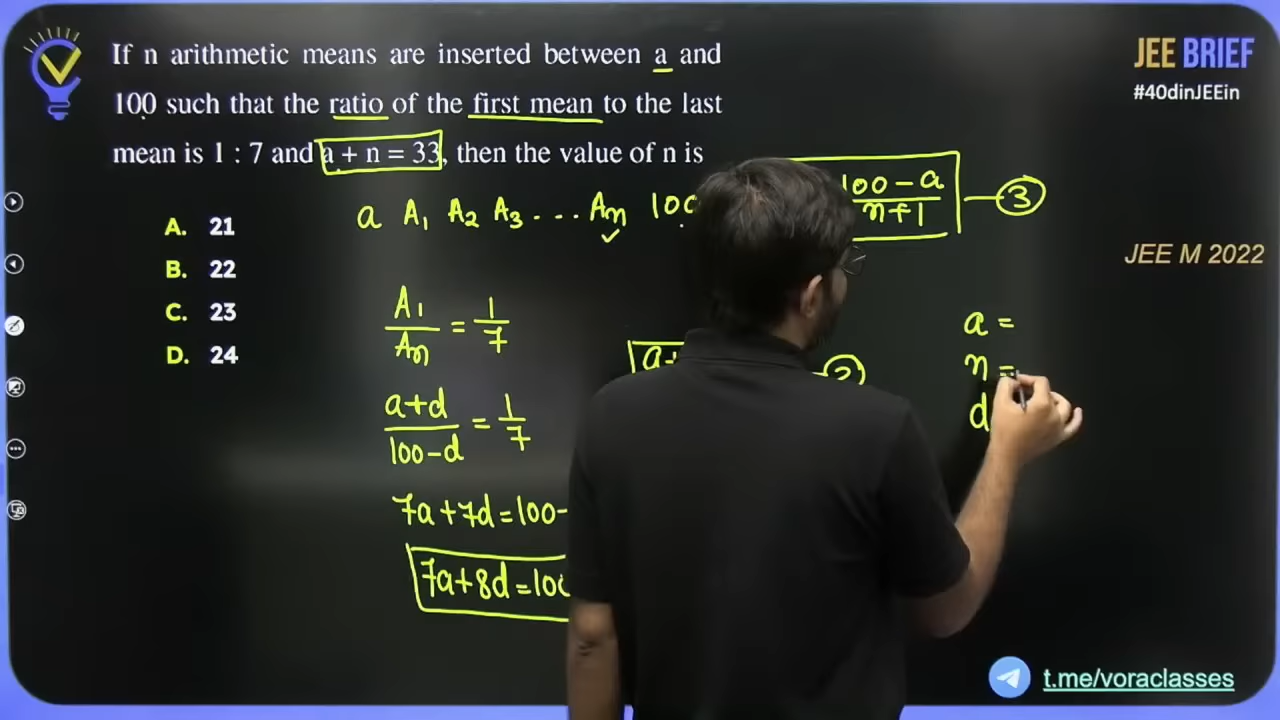 If n arithmetic means are inserted between a and
100 such that the ratio of the first mean to the last
mean is 1 : 7 and a + n = 33, then the value of n is
JEE BRIEF
#40dinJEEin
A. 21
B. 22
C. 23
D. 24
JEE M 2022
a A₁ A₂ A₃ ... Aₙ 100
100 - a / n+1 — ③
A₁/Aₙ = 1/7
a+d / 100-d = 1/7
7a+7d=100-
7a+8d=100
a+ — ②
a =
n =
d
t.me/voraclasses